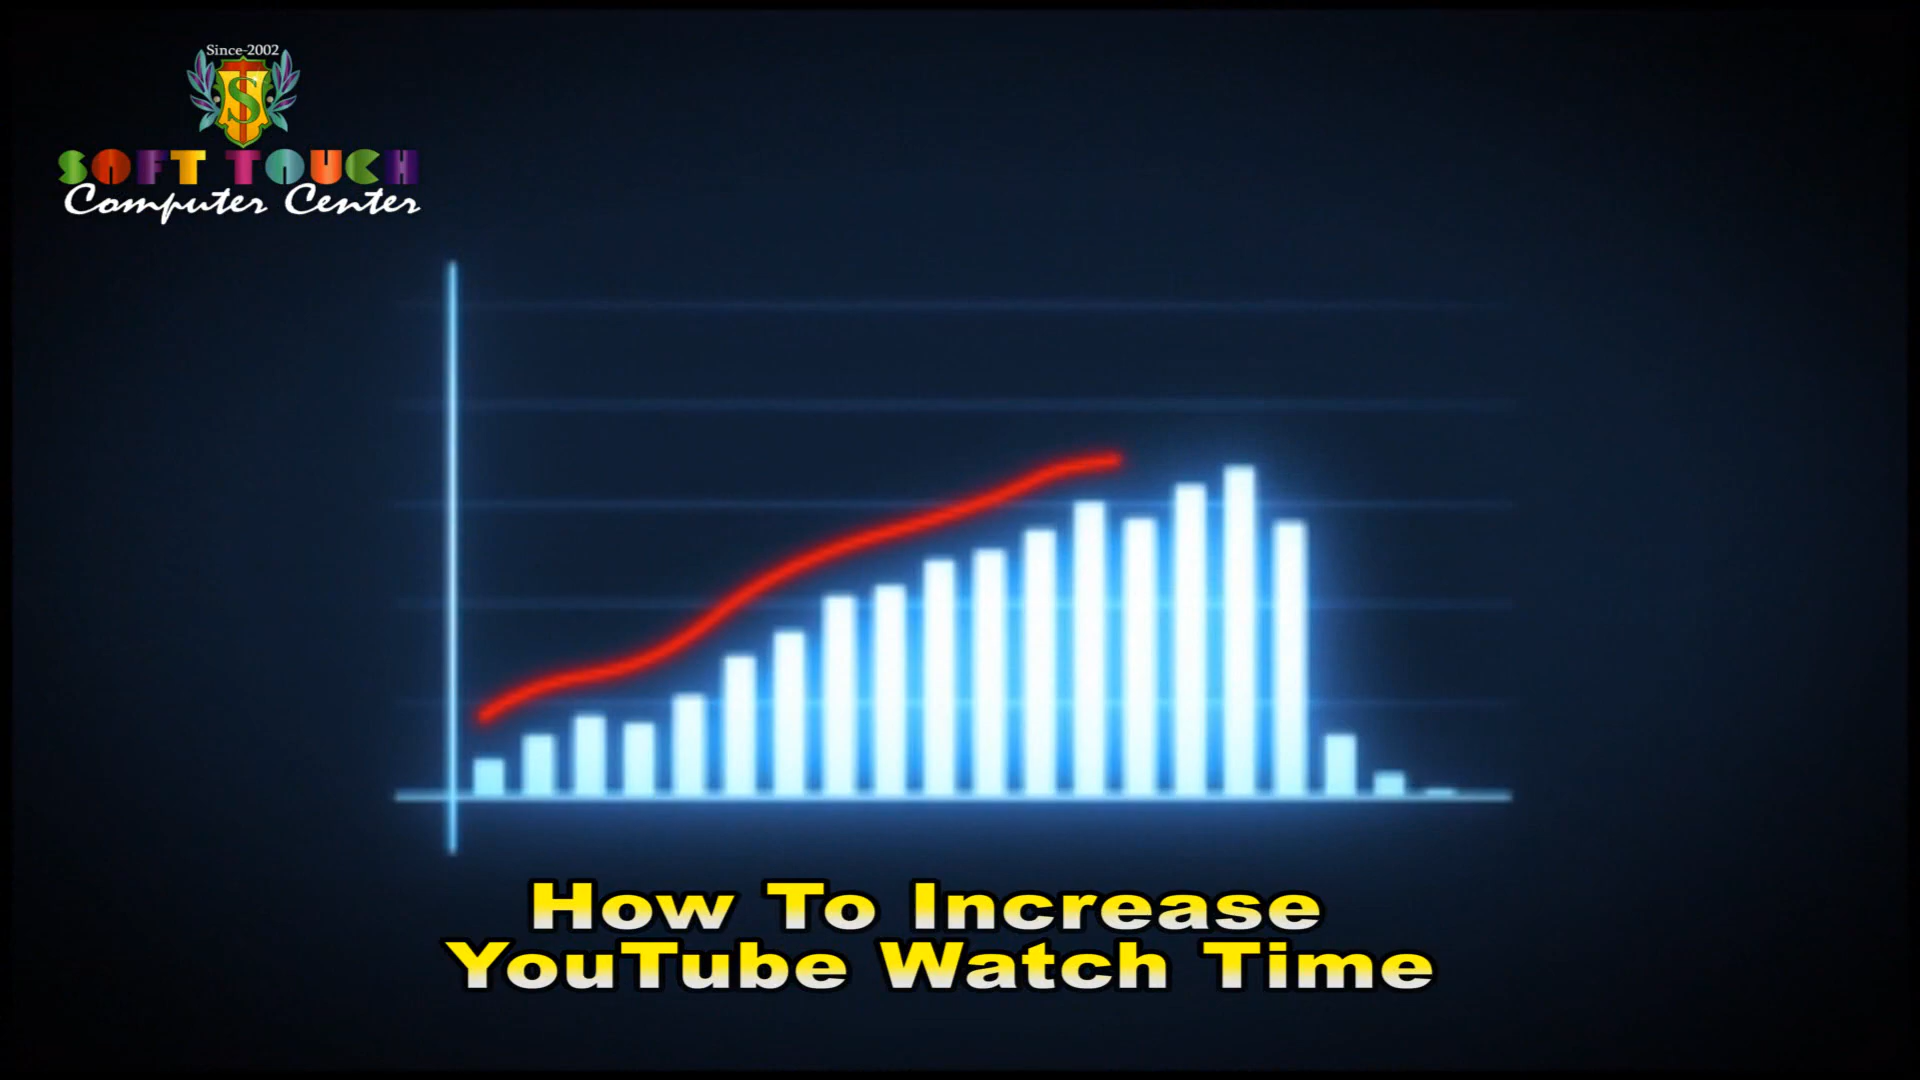 Since-2002
S
SOFT TOUCH
Computer Center
How To Increase
YouTube Watch Time